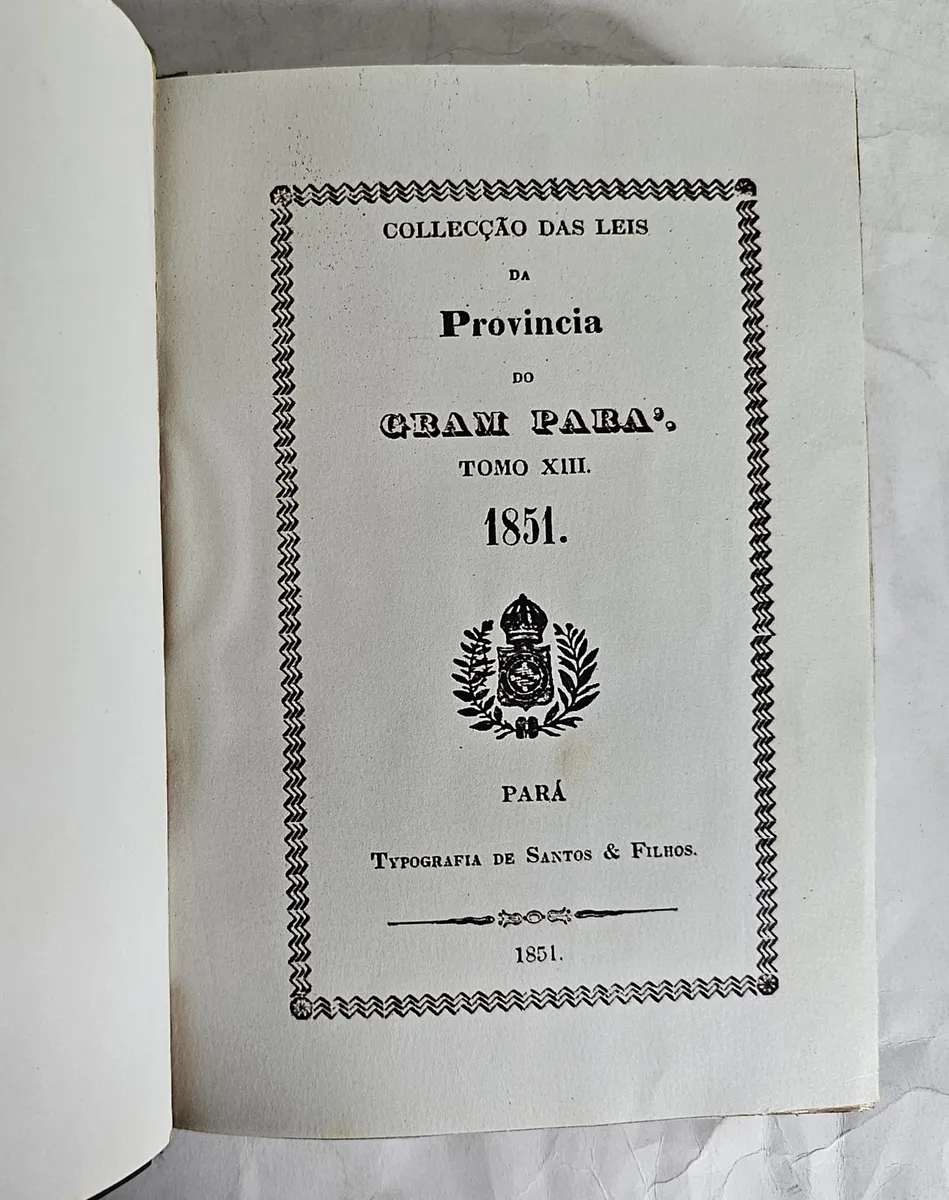 COLLECÇÃO DAS LEIS
DA
Provincia
DO
GRAM PARA'.
TOMO XIII.
1851.
PARÁ
TYPOGRAFIA DE SANTOS & FILHOS.
1851.